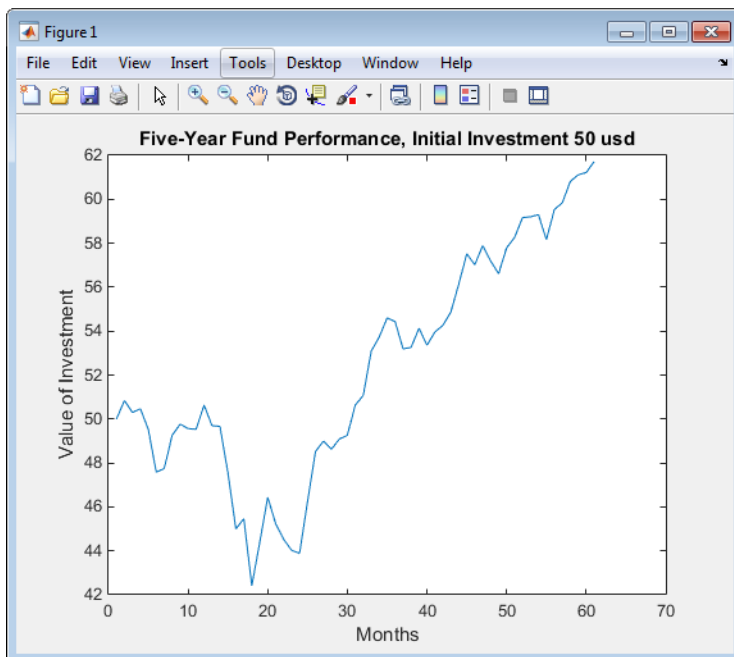 Figure 1
File Edit View Insert Tools Desktop Window Help
Five-Year Fund Performance, Initial Investment 50 usd
62
60
58
56
54
52
50
48
46
44
42
Value of Investment
0 10 20 30 40 50 60 70
Months